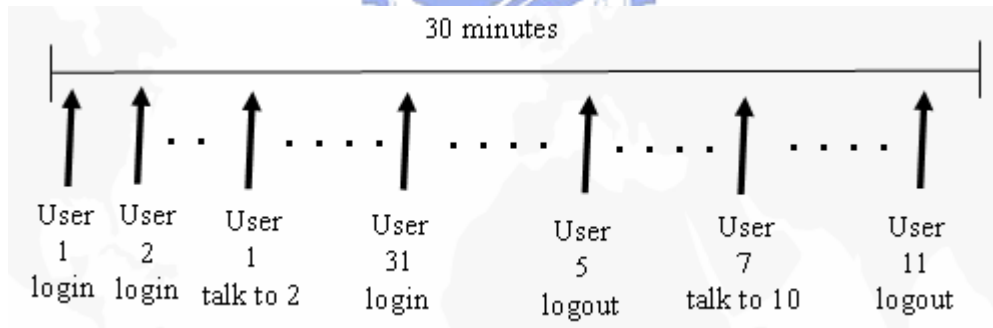 30 minutes
User
1
login
User
2
login
User
1
talk to 2
User
31
login
User
5
logout
User
7
talk to 10
User
11
logout